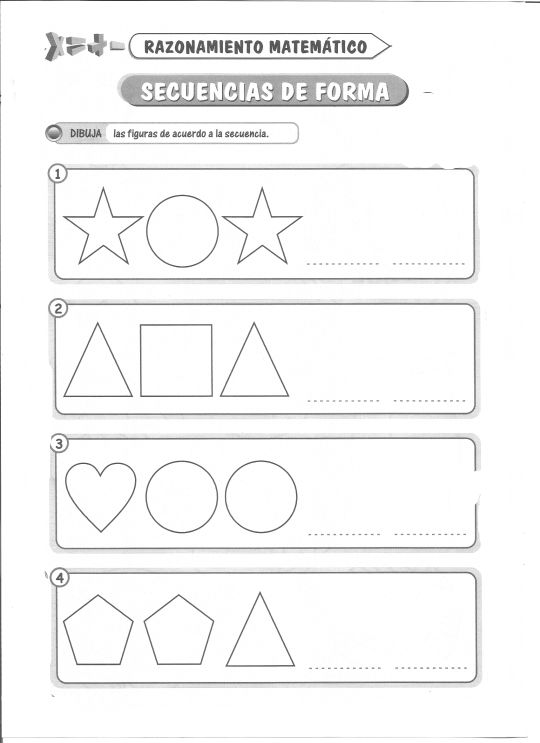 RAZONAMIENTO MATEMÁTICO
SECUENCIAS DE FORMA
DIBUJA las figuras de acuerdo a la secuencia.
1
2
3
4